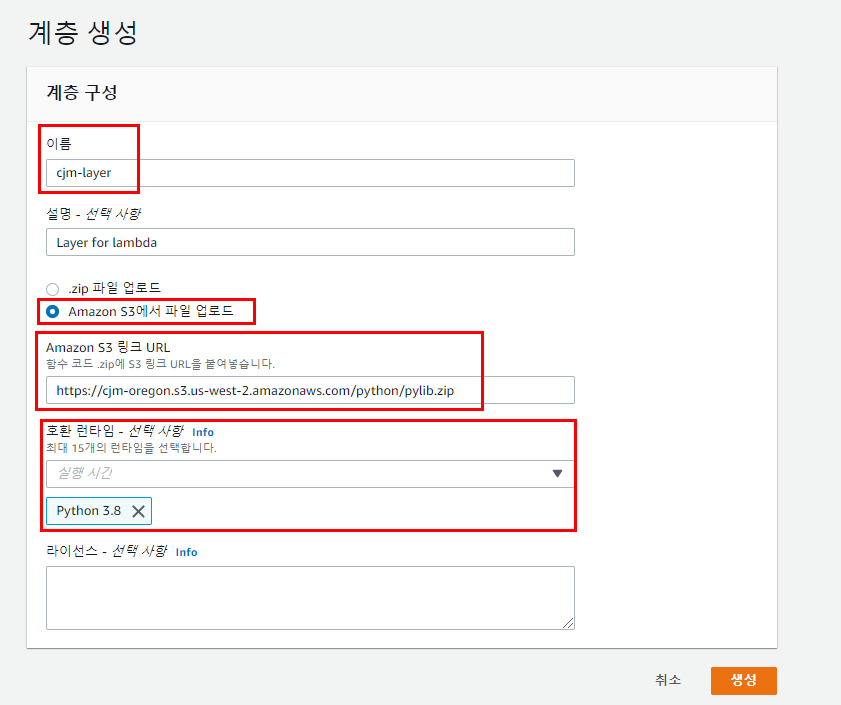 계층 생성
계층 구성
이름
cjm-layer
설명 - 선택 사항
Layer for lambda
.zip 파일 업로드
Amazon S3에서 파일 업로드
Amazon S3 링크 URL
함수 코드 .zip에 S3 링크 URL을 붙여넣습니다.
https://cjm-oregon.s3.us-west-2.amazonaws.com/python/pylib.zip
호환 런타임 - 선택 사항 Info
최대 15개의 런타임을 선택합니다.
실행 시간
Python 3.8
라이선스 - 선택 사항 Info
취소 생성